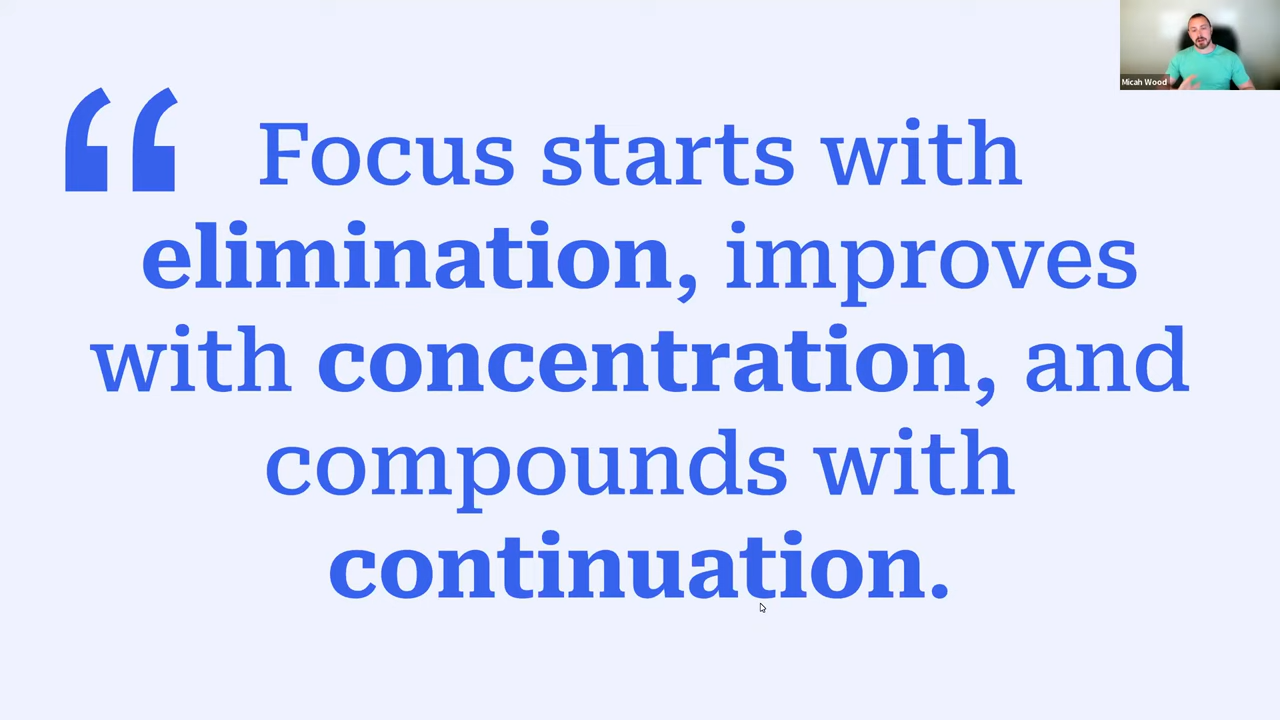 Micah Wood
“ Focus starts with
elimination, improves
with concentration, and
compounds with
continuation.